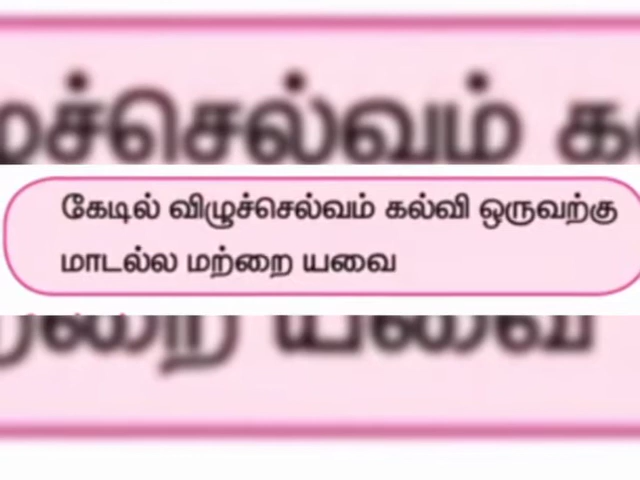 கேடில் விழுச்செல்வம் கல்வி ஒருவற்கு
மாடல்ல மற்றை யவை